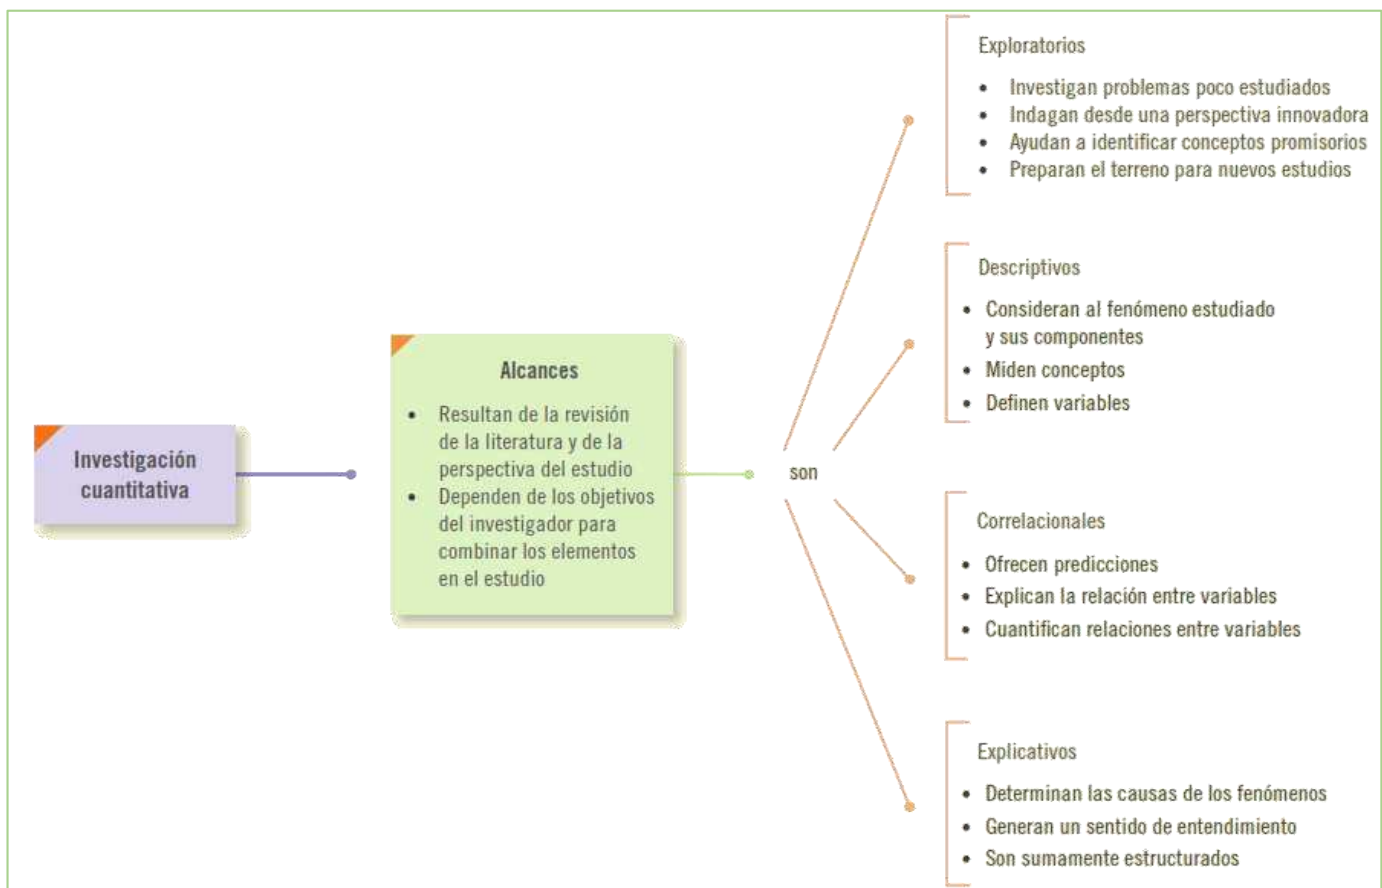 Investigación
cuantitativa
Alcances
• Resultan de la revisión
de la literatura y de la
perspectiva del estudio
• Dependen de los objetivos
del investigador para
combinar los elementos
en el estudio
son
Exploratorios
• Investigan problemas poco estudiados
• Indagan desde una perspectiva innovadora
• Ayudan a identificar conceptos promisorios
• Preparan el terreno para nuevos estudios
Descriptivos
• Consideran al fenómeno estudiado
y sus componentes
• Miden conceptos
• Definen variables
Correlacionales
• Ofrecen predicciones
• Explican la relación entre variables
• Cuantifican relaciones entre variables
Explicativos
• Determinan las causas de los fenómenos
• Generan un sentido de entendimiento
• Son sumamente estructurados